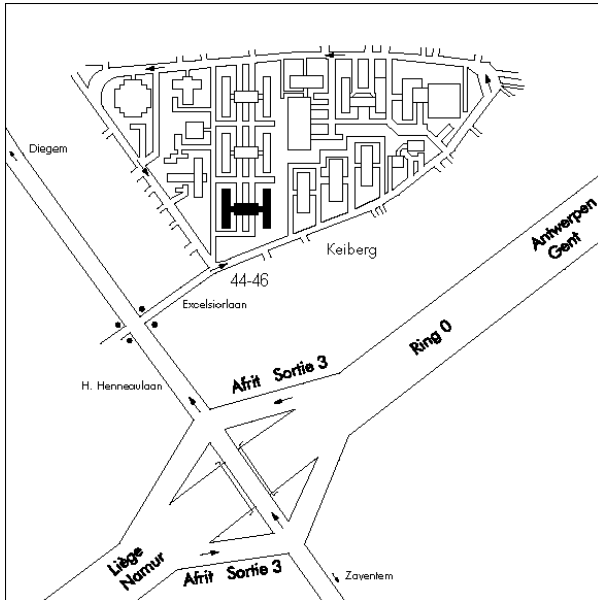 Diegem
Antwerpen
Gent
Keiberg
44-46
Excelsiorlaan
Ring 0
Afrit Sortie 3
H. Henneaulaan
Liège
Namur
Afrit Sortie 3
Zaventem